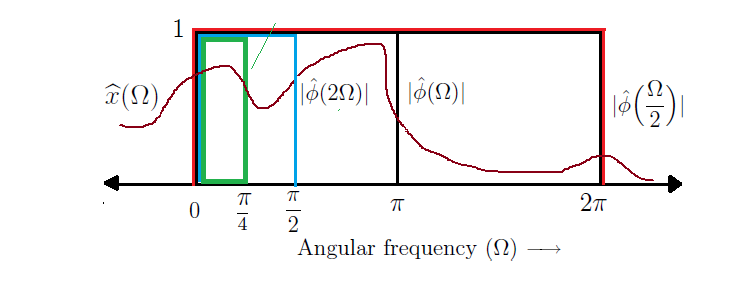 1
x̂(Ω)
|φ̂(2Ω)|
|φ̂(Ω)|
|φ̂(Ω/2)|
0
π/4
π/2
π
2π
Angular frequency (Ω) ⟶